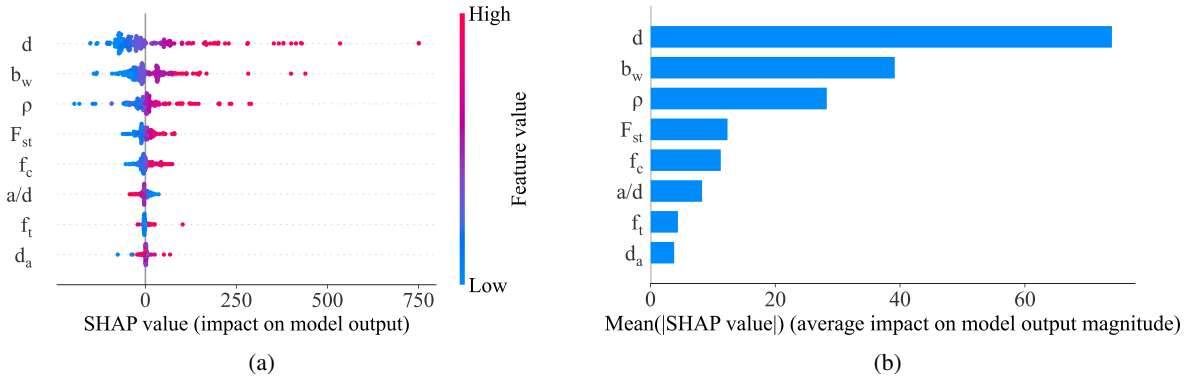 d
b_w
ρ
F_st
f_c
a/d
f_t
d_a
0 250 500 750
SHAP value (impact on model output)
High
Feature value
Low
(a)
d
b_w
ρ
F_st
f_c
a/d
f_t
d_a
0 20 40 60
Mean(|SHAP value|) (average impact on model output magnitude)
(b)